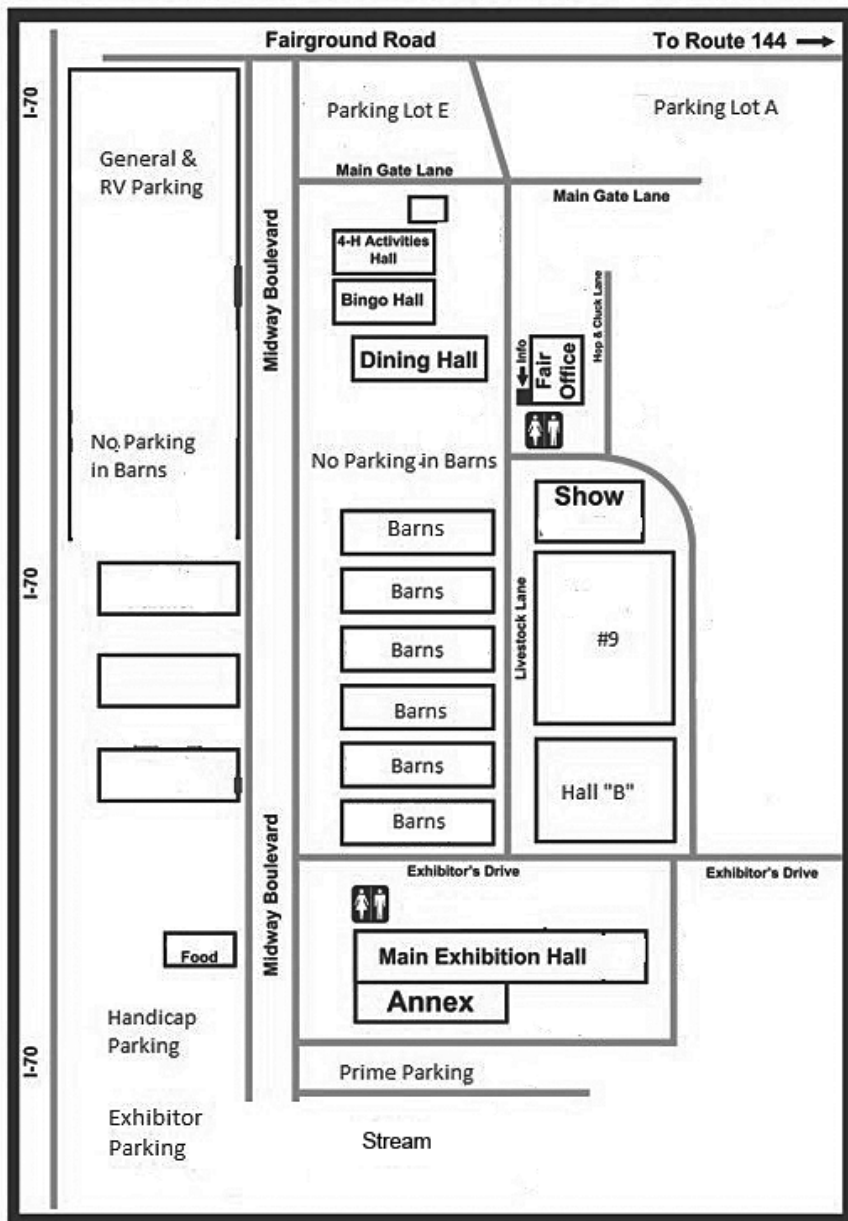 Fairground Road
To Route 144
I-70
Parking Lot E
Parking Lot A
General &
RV Parking
Main Gate Lane
Main Gate Lane
4-H Activities
Hall
Midway Boulevard
Bingo Hall
Hop & Cluck Lane
Info
Fair
Office
Dining Hall
No Parking
in Barns
No Parking in Barns
Show
Barns
I-70
Barns
Livestock Lane
Barns
#9
Barns
Barns
Hall "B"
Barns
Exhibitor's Drive
Exhibitor's Drive
Midway Boulevard
Food
Main Exhibition Hall
Annex
Handicap
Parking
I-70
Prime Parking
Exhibitor
Parking
Stream